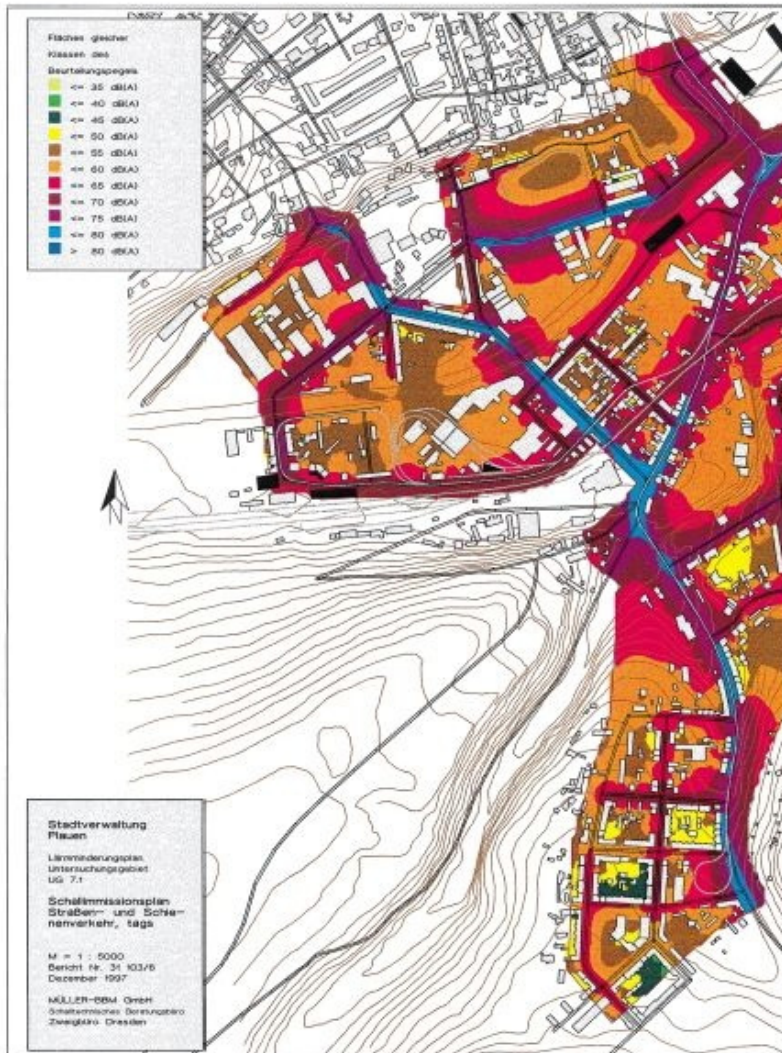 Flächen gleicher
Klassen des
Beurteilungspegels
<= 35 dB(A)
<= 40 dB(A)
<= 45 dB(A)
<= 50 dB(A)
<= 55 dB(A)
<= 60 dB(A)
<= 65 dB(A)
<= 70 dB(A)
<= 75 dB(A)
<= 80 dB(A)
> 80 dB(A)
Stadtverwaltung
Plauen
Lärmminderungsplan
Untersuchungsgebiet
UG 7.1
Schallimmissionsplan
Straßen- und Schie-
nenverkehr, tags
M = 1 : 5000
Bericht Nr. 31 103/6
Dezember 1997
MÜLLER-BBM GmbH
Schalltechnisches Beratungsbüro
Zweigbüro Dresden